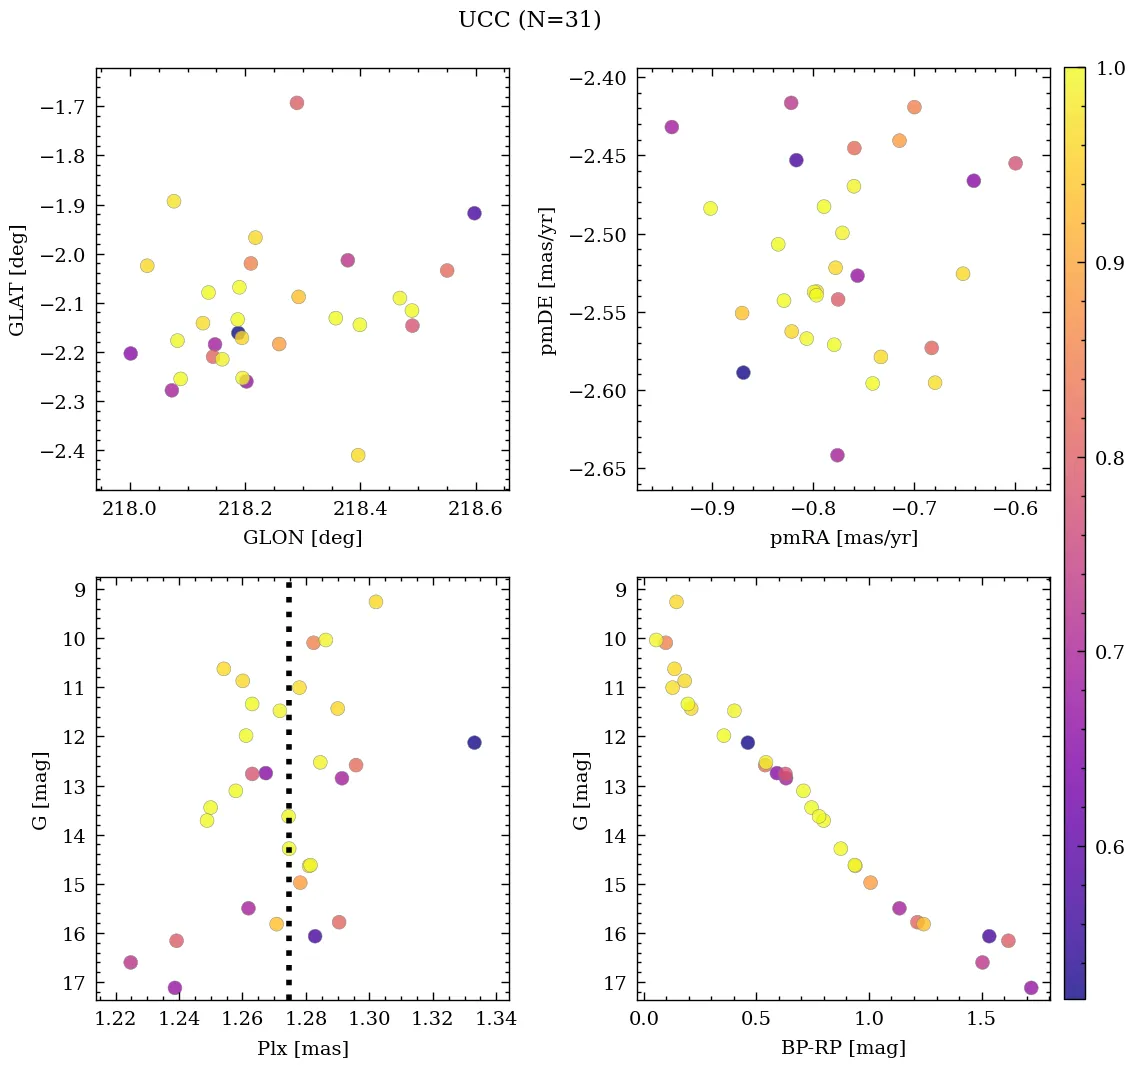 UCC (N=31)
−1.7
−1.8
−1.9
−2.0
−2.1
−2.2
−2.3
−2.4
GLAT [deg]
218.0 218.2 218.4 218.6
GLON [deg]
−2.40
−2.45
−2.50
−2.55
−2.60
−2.65
pmDE [mas/yr]
−0.9 −0.8 −0.7 −0.6
pmRA [mas/yr]
1.0
0.9
0.8
0.7
0.6
9
10
11
12
13
14
15
16
17
G [mag]
1.22 1.24 1.26 1.28 1.30 1.32 1.34
Plx [mas]
9
10
11
12
13
14
15
16
17
G [mag]
0.0 0.5 1.0 1.5
BP-RP [mag]